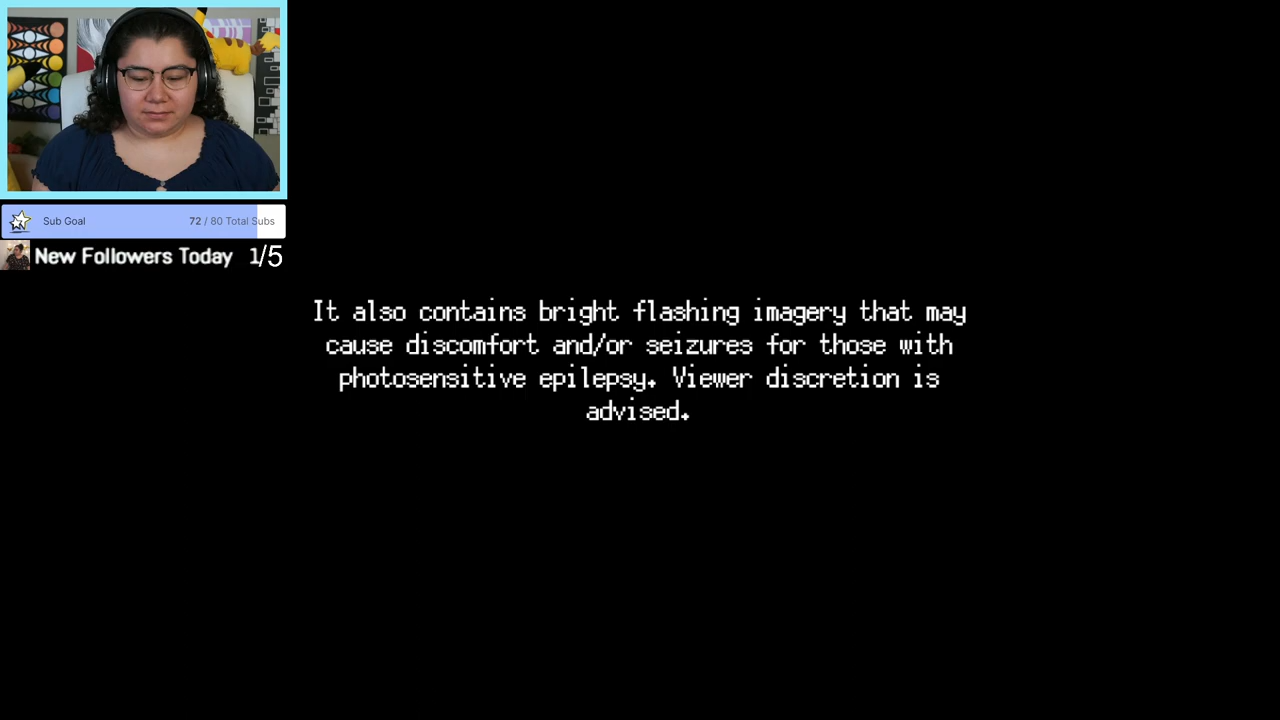 Sub Goal 72 / 80 Total Subs
New Followers Today 1/5
It also contains bright flashing imagery that may
cause discomfort and/or seizures for those with
photosensitive epilepsy. Viewer discretion is
advised.